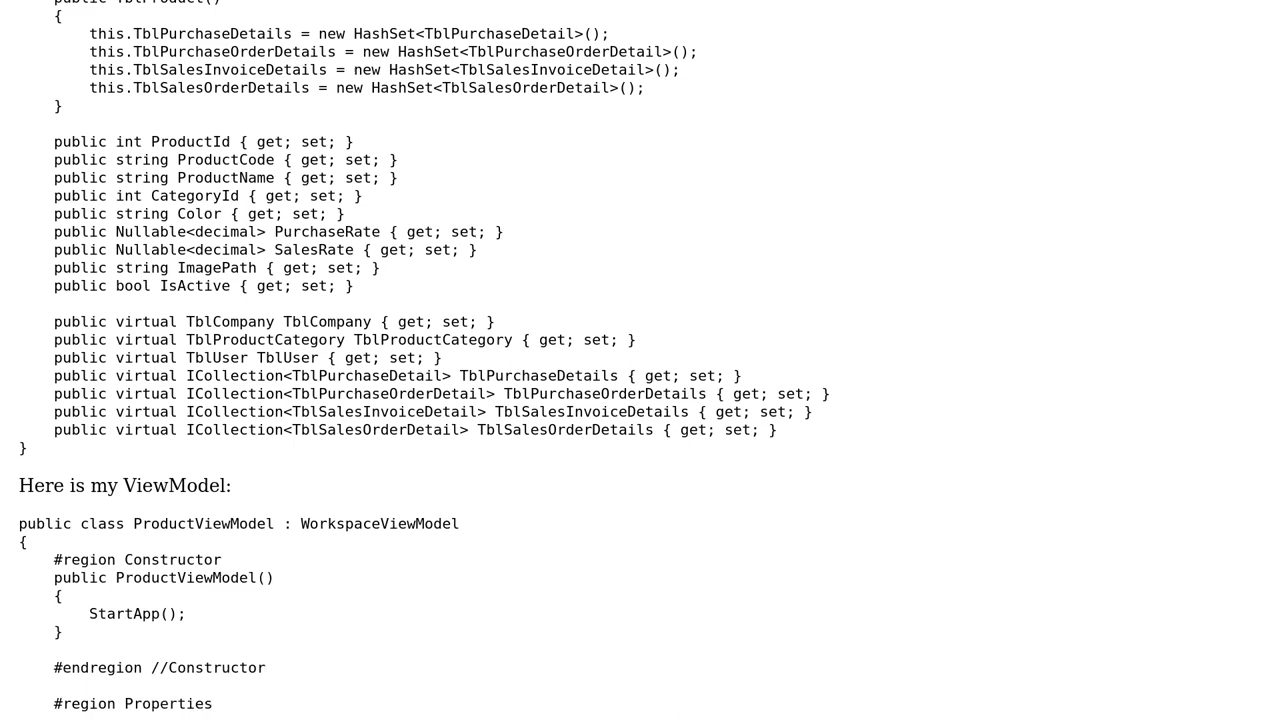 public TblProduct()
{
this.TblPurchaseDetails = new HashSet<TblPurchaseDetail>();
this.TblPurchaseOrderDetails = new HashSet<TblPurchaseOrderDetail>();
this.TblSalesInvoiceDetails = new HashSet<TblSalesInvoiceDetail>();
this.TblSalesOrderDetails = new HashSet<TblSalesOrderDetail>();
}
public int ProductId { get; set; }
public string ProductCode { get; set; }
public string ProductName { get; set; }
public int CategoryId { get; set; }
public string Color { get; set; }
public Nullable<decimal> PurchaseRate { get; set; }
public Nullable<decimal> SalesRate { get; set; }
public string ImagePath { get; set; }
public bool IsActive { get; set; }
public virtual TblCompany TblCompany { get; set; }
public virtual TblProductCategory TblProductCategory { get; set; }
public virtual TblUser TblUser { get; set; }
public virtual ICollection<TblPurchaseDetail> TblPurchaseDetails { get; set; }
public virtual ICollection<TblPurchaseOrderDetail> TblPurchaseOrderDetails { get; set; }
public virtual ICollection<TblSalesInvoiceDetail> TblSalesInvoiceDetails { get; set; }
public virtual ICollection<TblSalesOrderDetail> TblSalesOrderDetails { get; set; }
}
Here is my ViewModel:
public class ProductViewModel : WorkspaceViewModel
{
#region Constructor
public ProductViewModel()
{
StartApp();
}
#endregion //Constructor
#region Properties